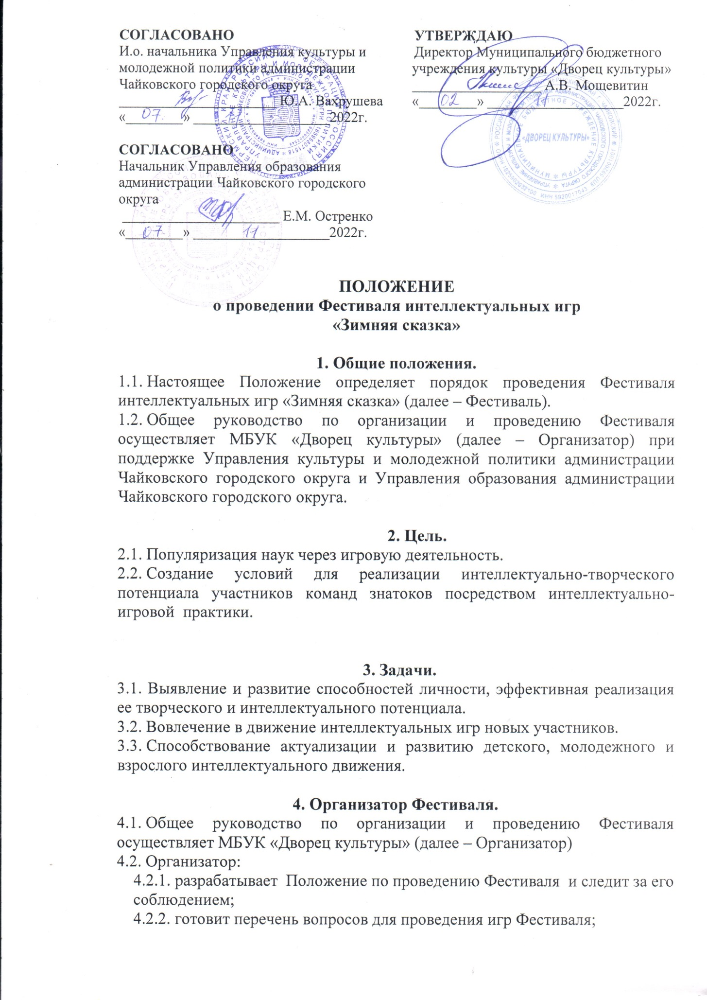 СОГЛАСОВАНО
И.о. начальника Управления культуры и
молодежной политики администрации
Чайковского городского округа
Ю.А. Вахрушева
«07» 11 2022г.
УТВЕРЖДАЮ
Директор Муниципального бюджетного
учреждения культуры «Дворец культуры»
А.В. Мощевитин
«02» 11 2022г.
«ДВОРЕЦ КУЛЬТУРЫ»
СОГЛАСОВАНО
Начальник Управления образования
администрации Чайковского городского
округа
Е.М. Остренко
«07» 11 2022г.
ПОЛОЖЕНИЕ
о проведении Фестиваля интеллектуальных игр
«Зимняя сказка»
1. Общие положения.
1.1. Настоящее Положение определяет порядок проведения Фестиваля
интеллектуальных игр «Зимняя сказка» (далее – Фестиваль).
1.2. Общее руководство по организации и проведению Фестиваля
осуществляет МБУК «Дворец культуры» (далее – Организатор) при
поддержке Управления культуры и молодежной политики администрации
Чайковского городского округа и Управления образования администрации
Чайковского городского округа.
2. Цель.
2.1. Популяризация наук через игровую деятельность.
2.2. Создание условий для реализации интеллектуально-творческого
потенциала участников команд знатоков посредством интеллектуально-
игровой практики.
3. Задачи.
3.1. Выявление и развитие способностей личности, эффективная реализация
ее творческого и интеллектуального потенциала.
3.2. Вовлечение в движение интеллектуальных игр новых участников.
3.3. Способствование актуализации и развитию детского, молодежного и
взрослого интеллектуального движения.
4. Организатор Фестиваля.
4.1. Общее руководство по организации и проведению Фестиваля
осуществляет МБУК «Дворец культуры» (далее – Организатор)
4.2. Организатор:
4.2.1. разрабатывает Положение по проведению Фестиваля и следит за его
соблюдением;
4.2.2. готовит перечень вопросов для проведения игр Фестиваля;